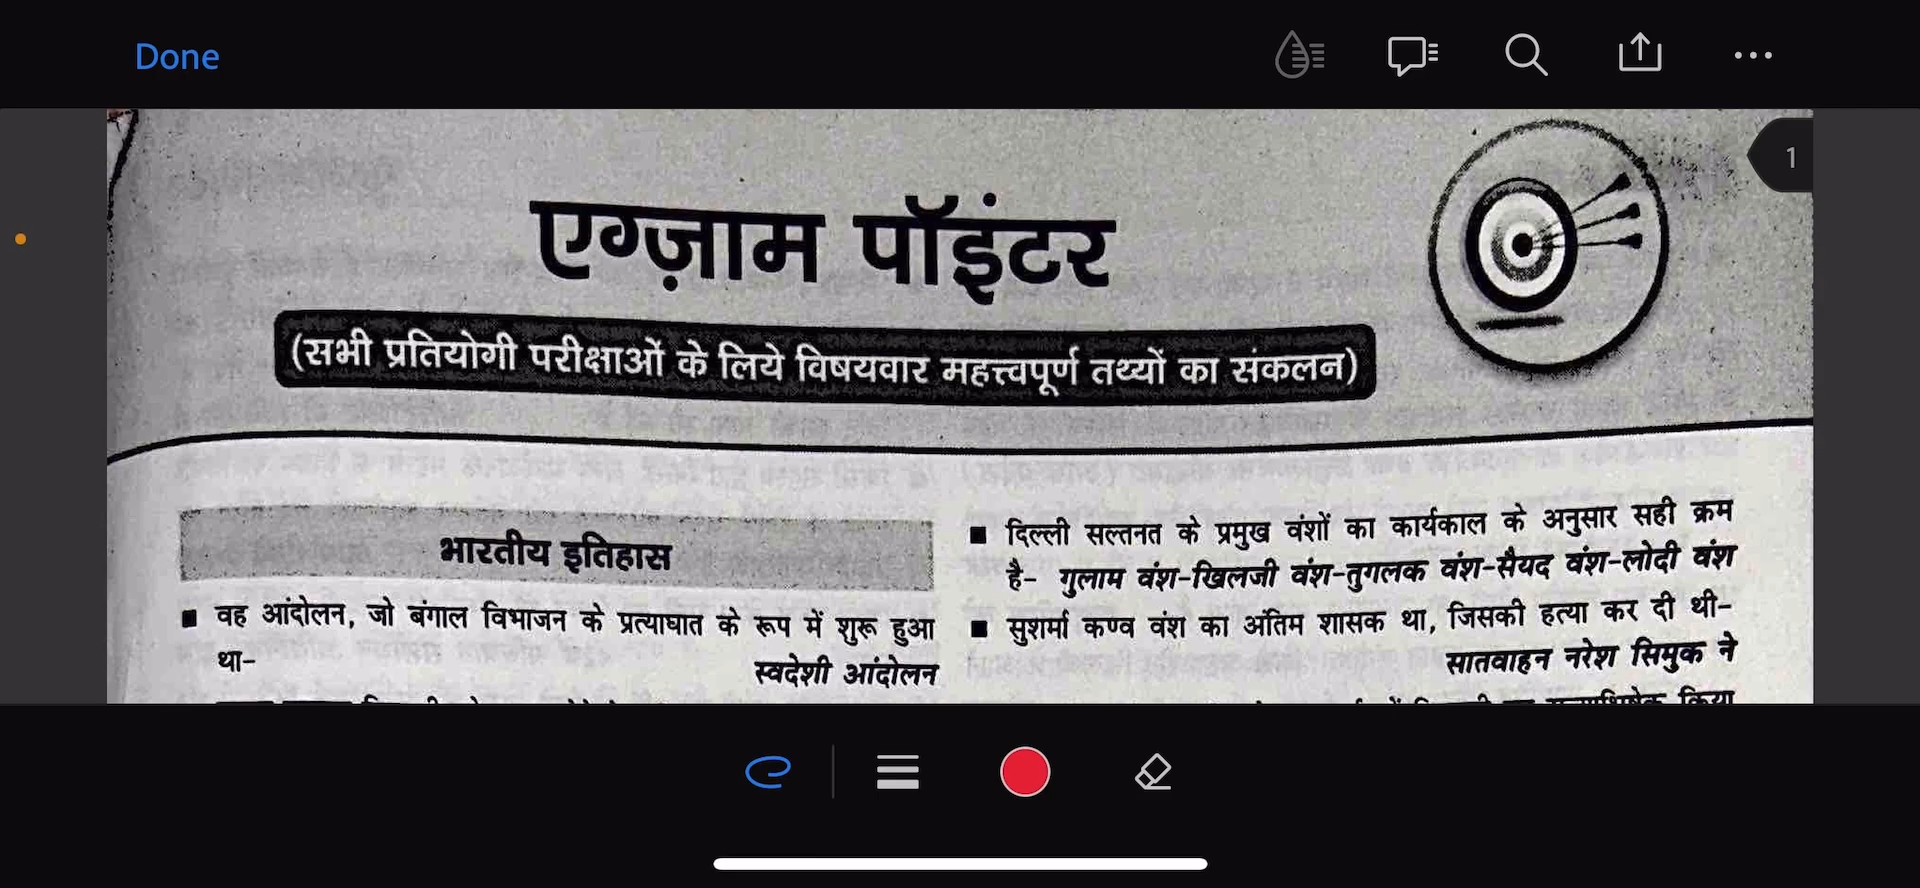 Done
1
एग्ज़ाम पॉइंटर
(सभी प्रतियोगी परीक्षाओं के लिये विषयवार महत्त्वपूर्ण तथ्यों का संकलन)
भारतीय इतिहास
■ वह आंदोलन, जो बंगाल विभाजन के प्रत्याघात के रूप में शुरू हुआ
था- स्वदेशी आंदोलन
■ दिल्ली सल्तनत के प्रमुख वंशों का कार्यकाल के अनुसार सही क्रम
है- गुलाम वंश-खिलजी वंश-तुगलक वंश-सैयद वंश-लोदी वंश
■ सुशर्मा कण्व वंश का अंतिम शासक था, जिसकी हत्या कर दी थी-
सातवाहन नरेश सिमुक ने
किया